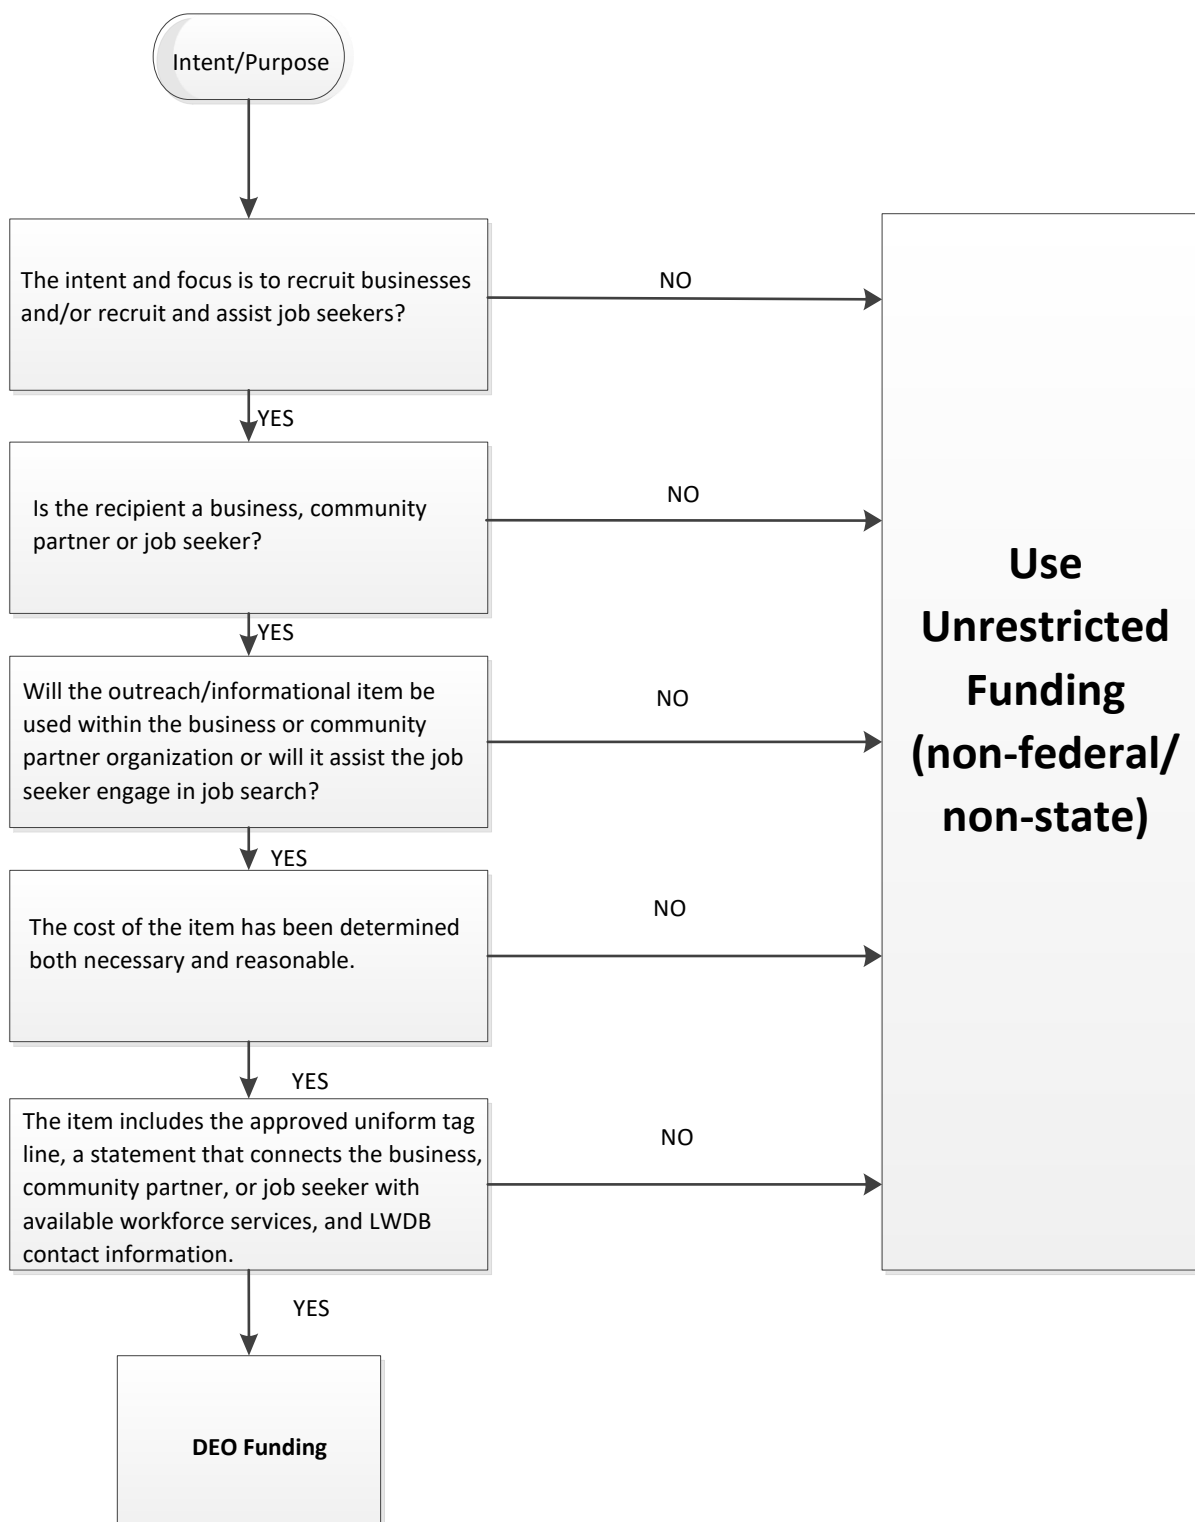 Intent/Purpose
The intent and focus is to recruit businesses
and/or recruit and assist job seekers?
NO
YES
Is the recipient a business, community
partner or job seeker?
NO
YES
Will the outreach/informational item be
used within the business or community
partner organization or will it assist the job
seeker engage in job search?
NO
YES
The cost of the item has been determined
both necessary and reasonable.
NO
YES
The item includes the approved uniform tag
line, a statement that connects the business,
community partner, or job seeker with
available workforce services, and LWDB
contact information.
NO
YES
DEO Funding
Use
Unrestricted
Funding
(non-federal/
non-state)